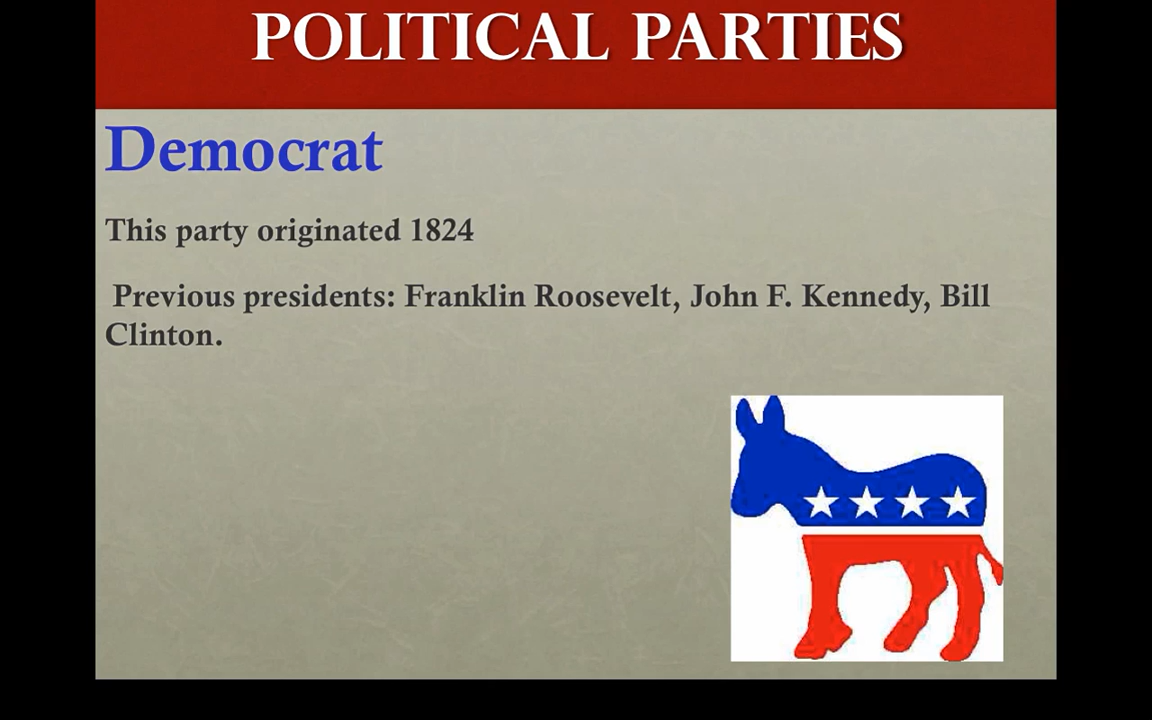 POLITICAL PARTIES
Democrat
This party originated 1824
Previous presidents: Franklin Roosevelt, John F. Kennedy, Bill
Clinton.